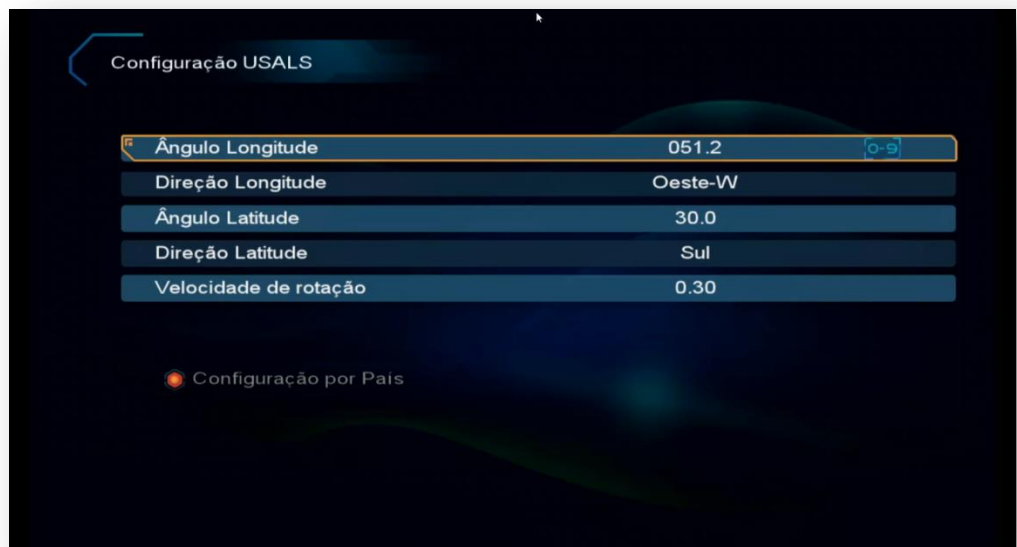 Configuração USALS
Ângulo Longitude 051.2 0-9
Direção Longitude Oeste-W
Ângulo Latitude 30.0
Direção Latitude Sul
Velocidade de rotação 0.30
Configuração por País